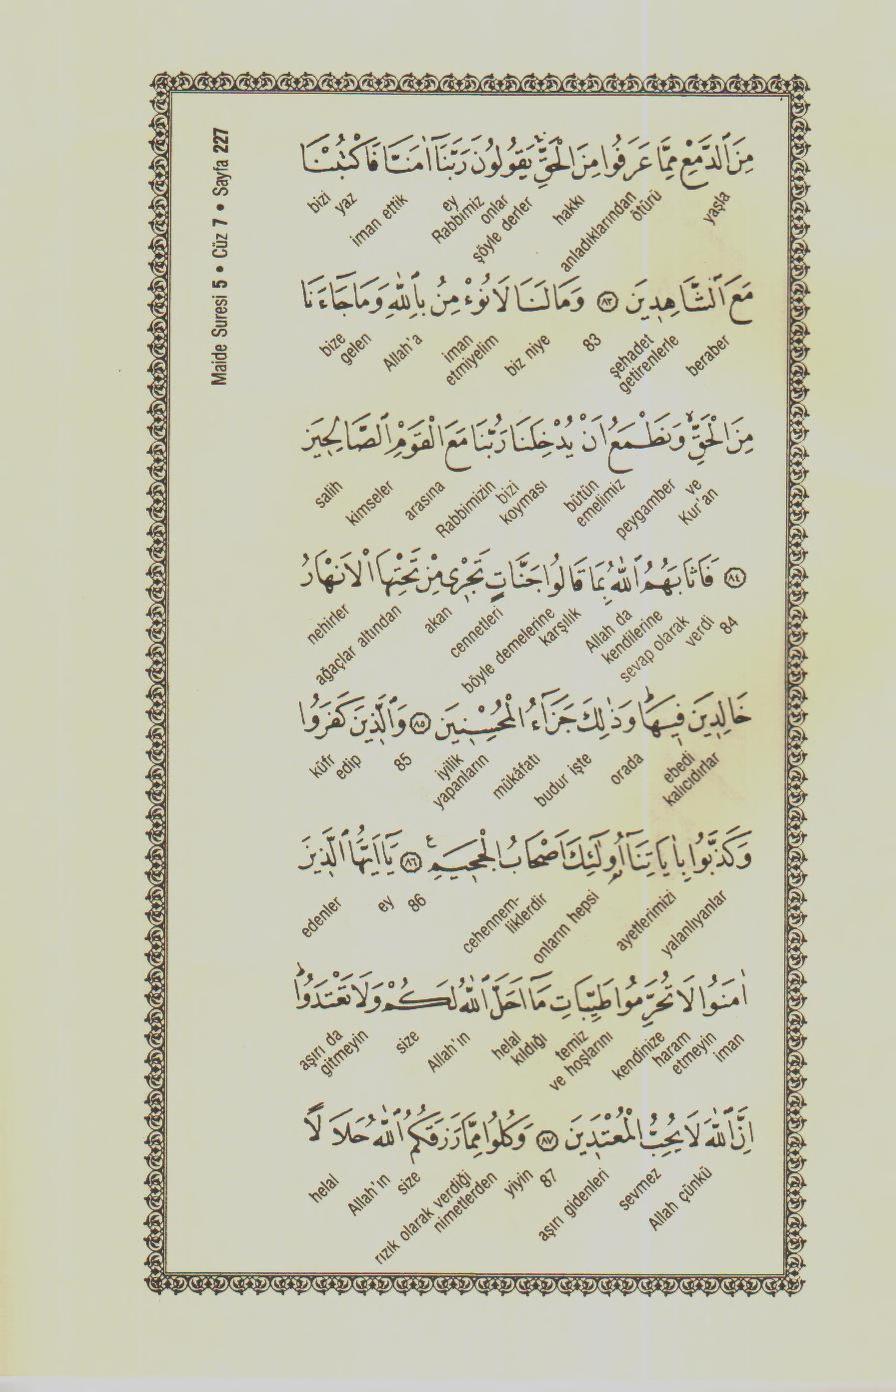 Maide Suresi 5 • Cüz 7 • Sayfa 227
مِنَ الدَّمْعِ مِمَّا عَرَفُوا مِنَ الْحَقِّۚ يَقُولُونَ رَبَّنَٓا اٰمَنَّا فَاكْتُبْنَا
yaşla anladıklarından ötürü hakkı şöyle derler onlar ey Rabbimiz iman ettik yaz bizi
مَعَ الشَّاهِدِينَ ﴿٨٣﴾ وَمَا لَنَا لَا نُؤْمِنُ بِاللّٰهِ وَمَا جَٓاءَنَا
beraber şehadet getirenlerle 83 biz niye iman etmiyelim Allah'a bize gelen
مِنَ الْحَقِّۙ وَنَطْمَعُ اَنْ يُدْخِلَنَا رَبُّنَا مَعَ الْقَوْمِ الصَّالِحِينَ
ve Kur'an peygamber bütün emelimiz bizi koyması Rabbimizin arasına kimseler salih
﴿٨٤﴾ فَاَثَابَهُمُ اللّٰهُ بِمَا قَالُوا جَنَّاتٍ تَجْرِى مِنْ تَحْتِهَا الْاَنْهَارُ
84 sevap olarak verdi Allah da kendilerine böyle demelerine karşılık cennetleri akan ağaçlar altından nehirler
خَالِدِينَ فِيهَاۜ وَذٰلِكَ جَزَٓاءُ الْمُحْسِنِينَ ﴿٨٥﴾ وَالَّذِينَ كَفَرُوا
ebedi kalıcıdırlar orada budur işte mükâfatı iyilik yapanların 85 küfr edip
وَكَذَّبُوا بِاٰيَاتِنَٓا اُو۬لٰٓئِكَ اَصْحَابُ الْجَحِيمِ ﴿٨٦﴾ يَٓا اَيُّهَا الَّذِينَ
yalanlıyanlar ayetlerimizi onların hepsi cehennem- liklerdir 86 ey edenler
اٰمَنُوا لَا تُحَرِّمُوا طَيِّبَاتِ مَٓا اَحَلَّ اللّٰهُ لَكُمْ وَلَا تَعْتَدُواۜ
iman kendinize haram etmeyin temiz ve hoşlarını helal kıldığı Allah'ın size aşırı da gitmeyin
اِنَّ اللّٰهَ لَا يُحِبُّ الْمُعْتَدِينَ ﴿٨٧﴾ وَكُلُوا مِمَّا رَزَقَكُمُ اللّٰهُ حَلَالًا
Allah çünkü sevmez aşırı gidenleri 87 yiyin rızık olarak verdiği nimetlerden size Allah'ın helal